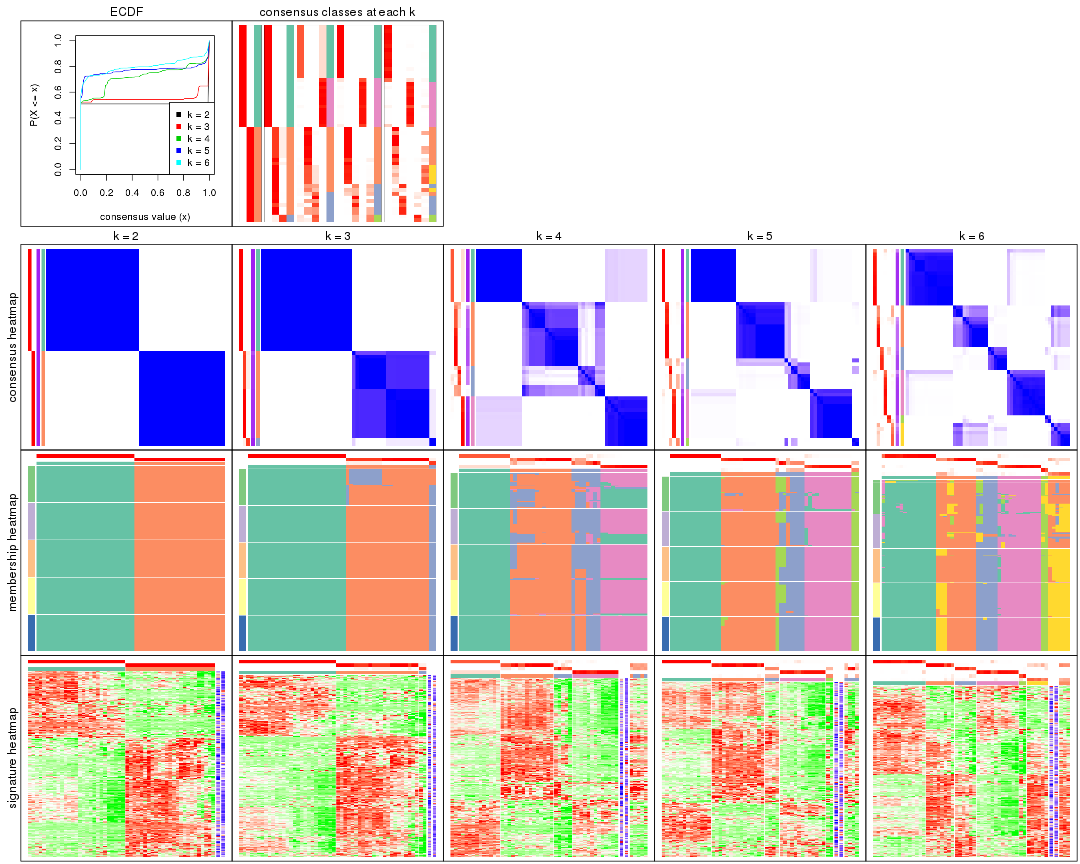 ECDF
consensus classes at each k
P(X <= x)
1.0
0.8
0.6
0.4
0.2
0.0
k = 2
k = 3
k = 4
k = 5
k = 6
0.0 0.2 0.4 0.6 0.8 1.0
consensus value (x)
k = 2
k = 3
k = 4
k = 5
k = 6
consensus heatmap
membership heatmap
signature heatmap